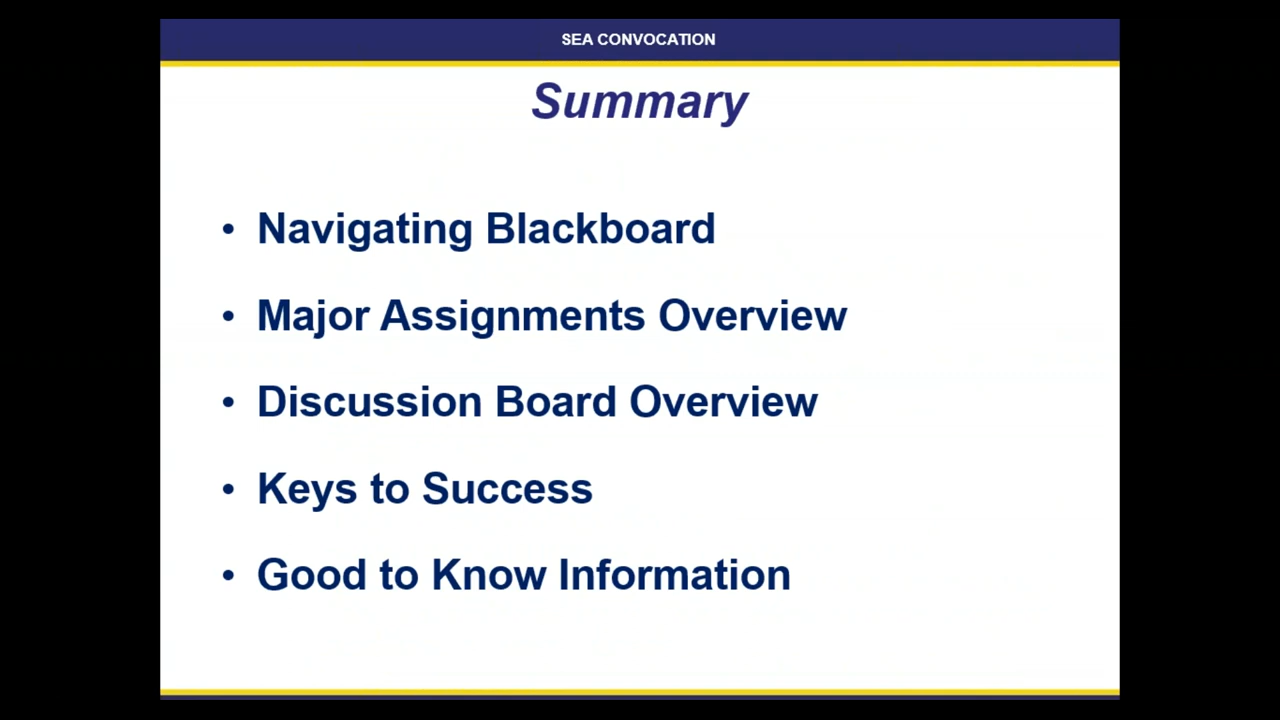 SEA CONVOCATION
Summary
• Navigating Blackboard
• Major Assignments Overview
• Discussion Board Overview
• Keys to Success
• Good to Know Information